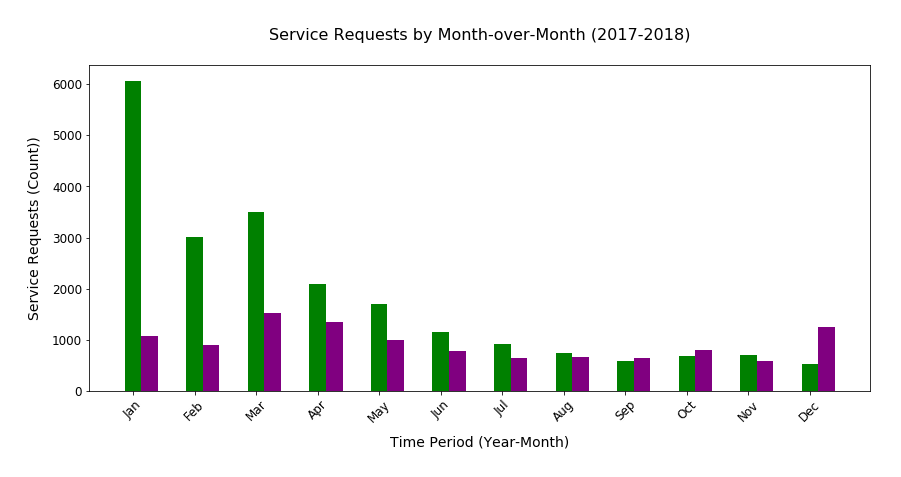 Service Requests by Month-over-Month (2017-2018)
Service Requests (Count))
6000
5000
4000
3000
2000
1000
0
Jan Feb Mar Apr May Jun Jul Aug Sep Oct Nov Dec
Time Period (Year-Month)